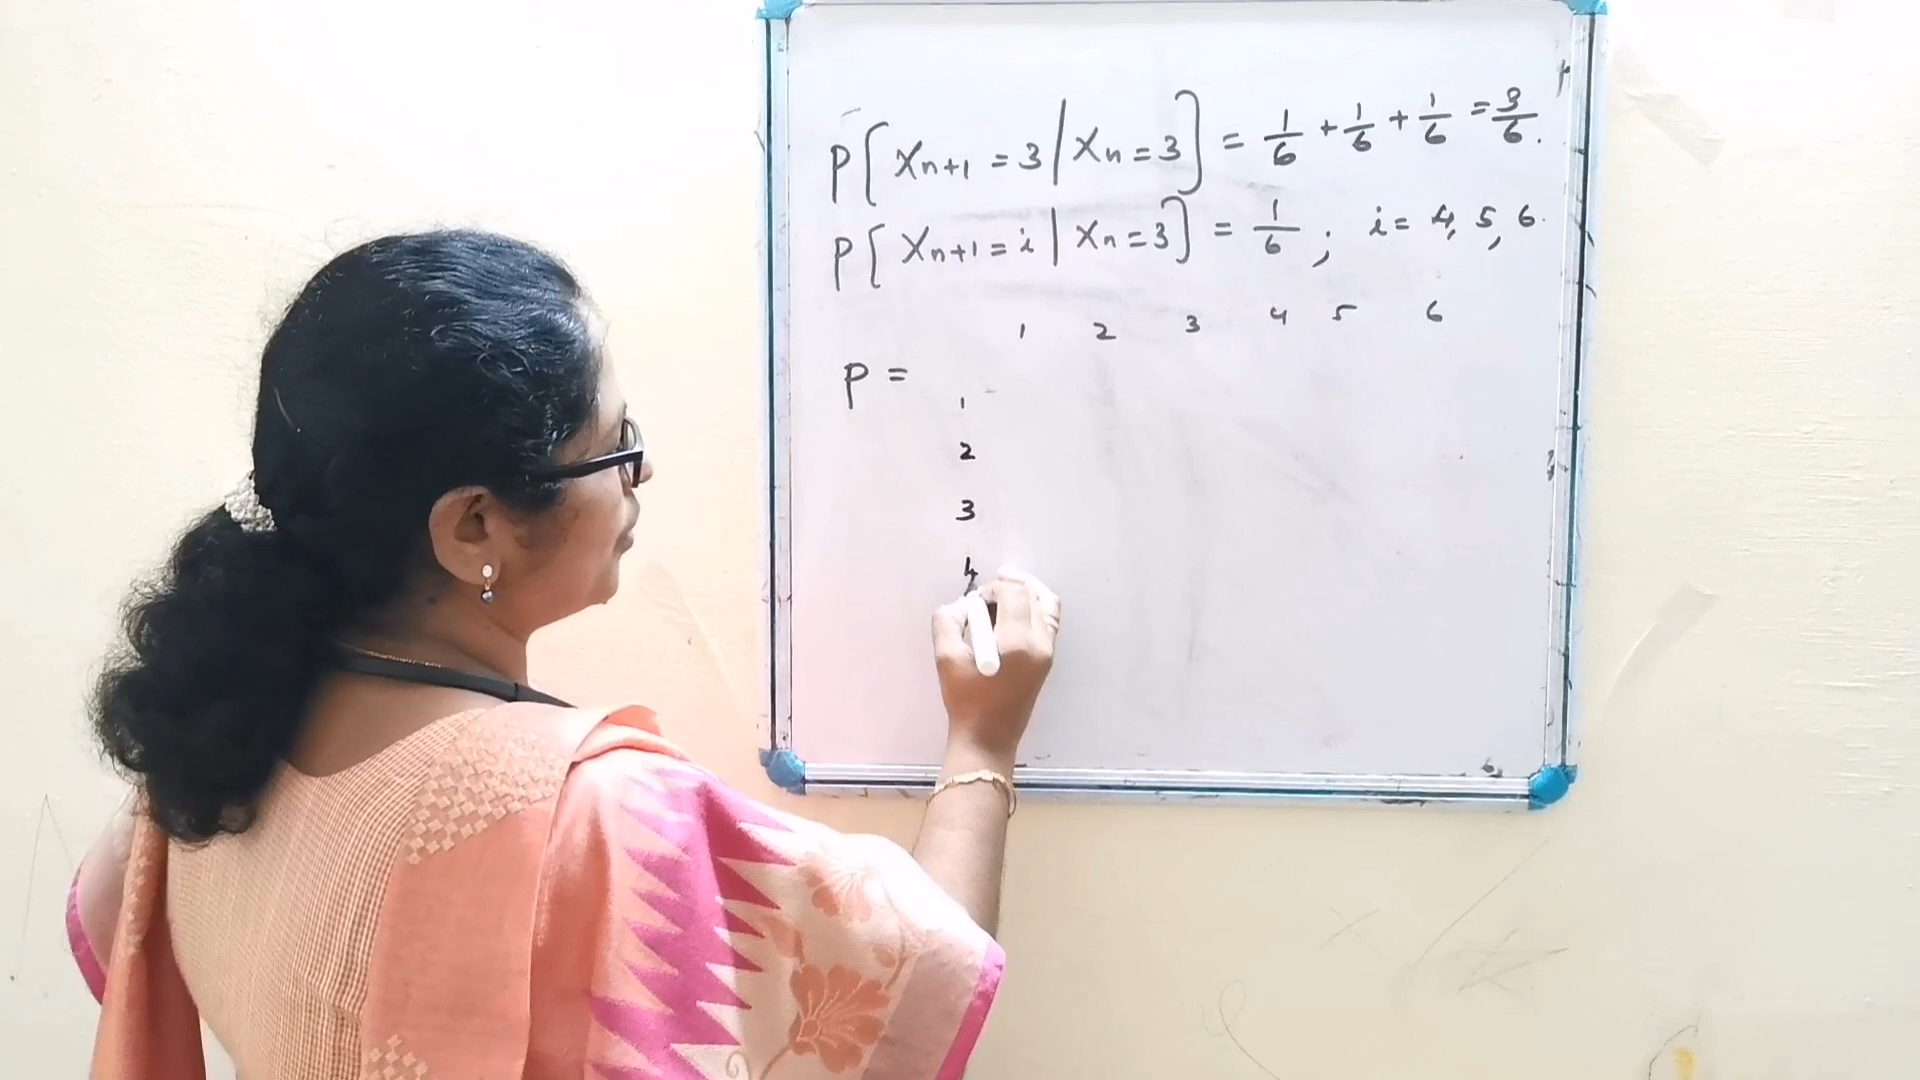 P[Xn+1 = 3 | Xn = 3] = 1/6 + 1/6 + 1/6 = 3/6.
P[Xn+1 = i | Xn = 3] = 1/6 ; i = 4, 5, 6.
1 2 3 4 5 6
P =
1
2
3
4